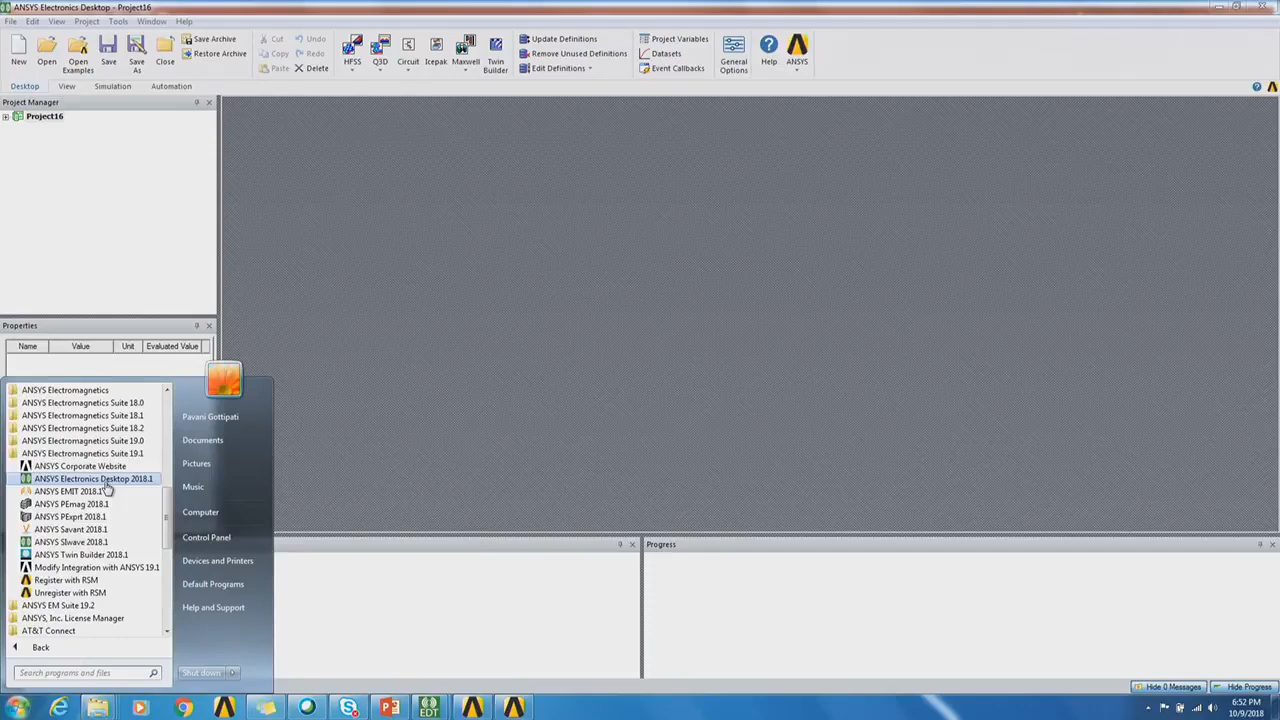 ANSYS Electronics Desktop - Project16
File Edit View Project Tools Window Help
New
Open
Open Examples
Save
Save As
Close
Save Archive
Restore Archive
Cut
Copy
Paste
Undo
Redo
Delete
HFSS
Q3D
Circuit
Icepak
Maxwell
Twin Builder
Update Definitions
Remove Unused Definitions
Edit Definitions
Project Variables
Datasets
Event Callbacks
General Options
Help
ANSYS
Desktop View Simulation Automation
Project Manager
Project16
Properties
Name Value Unit Evaluated Value
ANSYS Electromagnetics
ANSYS Electromagnetics Suite 18.0
ANSYS Electromagnetics Suite 18.1
ANSYS Electromagnetics Suite 18.2
ANSYS Electromagnetics Suite 19.0
ANSYS Electromagnetics Suite 19.1
ANSYS Corporate Website
ANSYS Electronics Desktop 2018.1
ANSYS EMIT 2018.1
ANSYS PEmag 2018.1
ANSYS PExprt 2018.1
ANSYS Savant 2018.1
ANSYS SIwave 2018.1
ANSYS Twin Builder 2018.1
Modify Integration with ANSYS 19.1
Register with RSM
Unregister with RSM
ANSYS EM Suite 19.2
ANSYS, Inc. License Manager
AT&T Connect
Back
Search programs and files
Pavani Gottipati
Documents
Pictures
Music
Computer
Control Panel
Devices and Printers
Default Programs
Help and Support
Shut down
Progress
Hide 0 Messages
Hide Progress
EDT
6:52 PM
10/9/2018